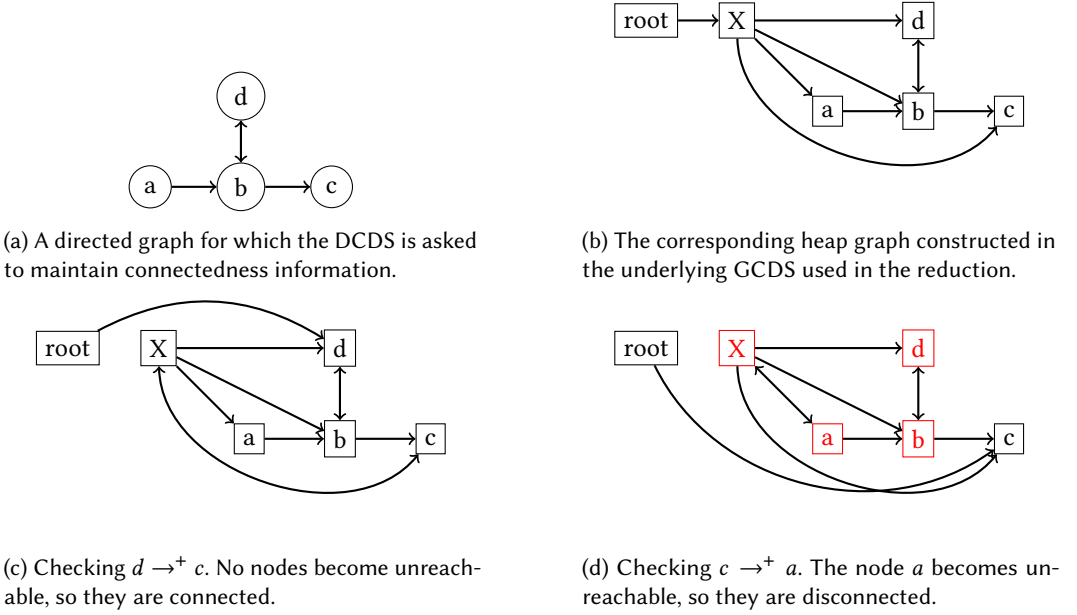 d
a b c
(a) A directed graph for which the DCDS is asked
to maintain connectedness information.
root X d
a b c
(b) The corresponding heap graph constructed in
the underlying GCDS used in the reduction.
root X d
a b c
(c) Checking d →⁺ c. No nodes become unreach-
able, so they are connected.
root X d
a b c
(d) Checking c →⁺ a. The node a becomes un-
reachable, so they are disconnected.